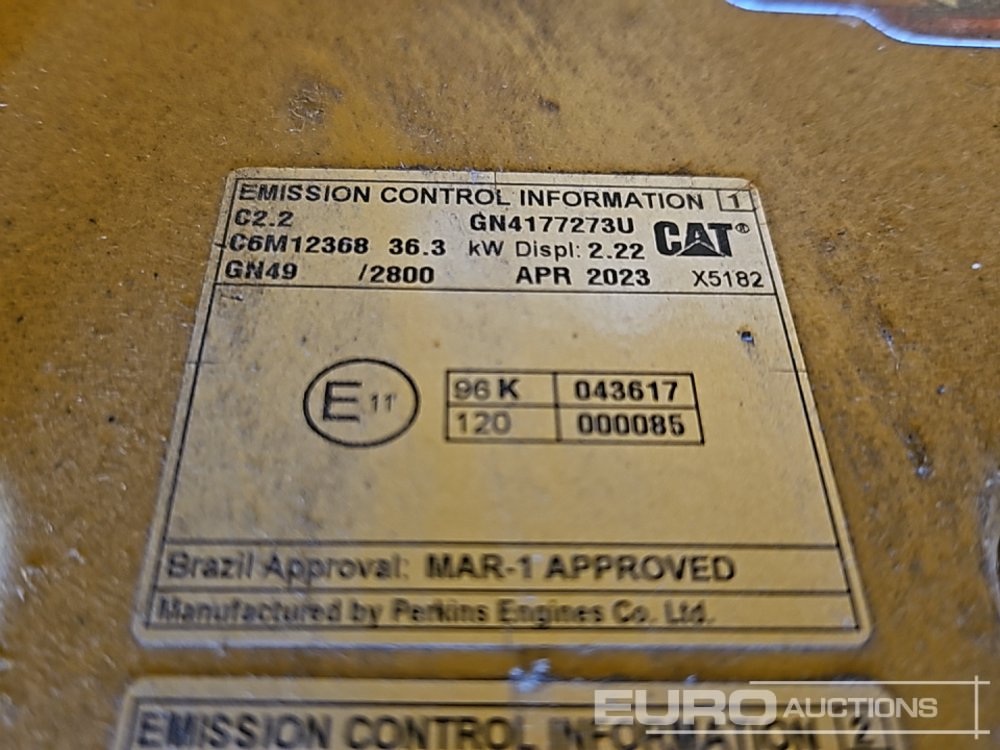 EMISSION CONTROL INFORMATION 1
C2.2 GN4177273U CAT®
C6M12368 36.3 kW Displ: 2.22
GN49 /2800 APR 2023 X5182
E 11 96 K 043617
120 000085
Brazil Approval: MAR-1 APPROVED
Manufactured by Perkins Engines Co. Ltd.
EMISSION CONTROL INFORMATION 2
EURO AUCTIONS